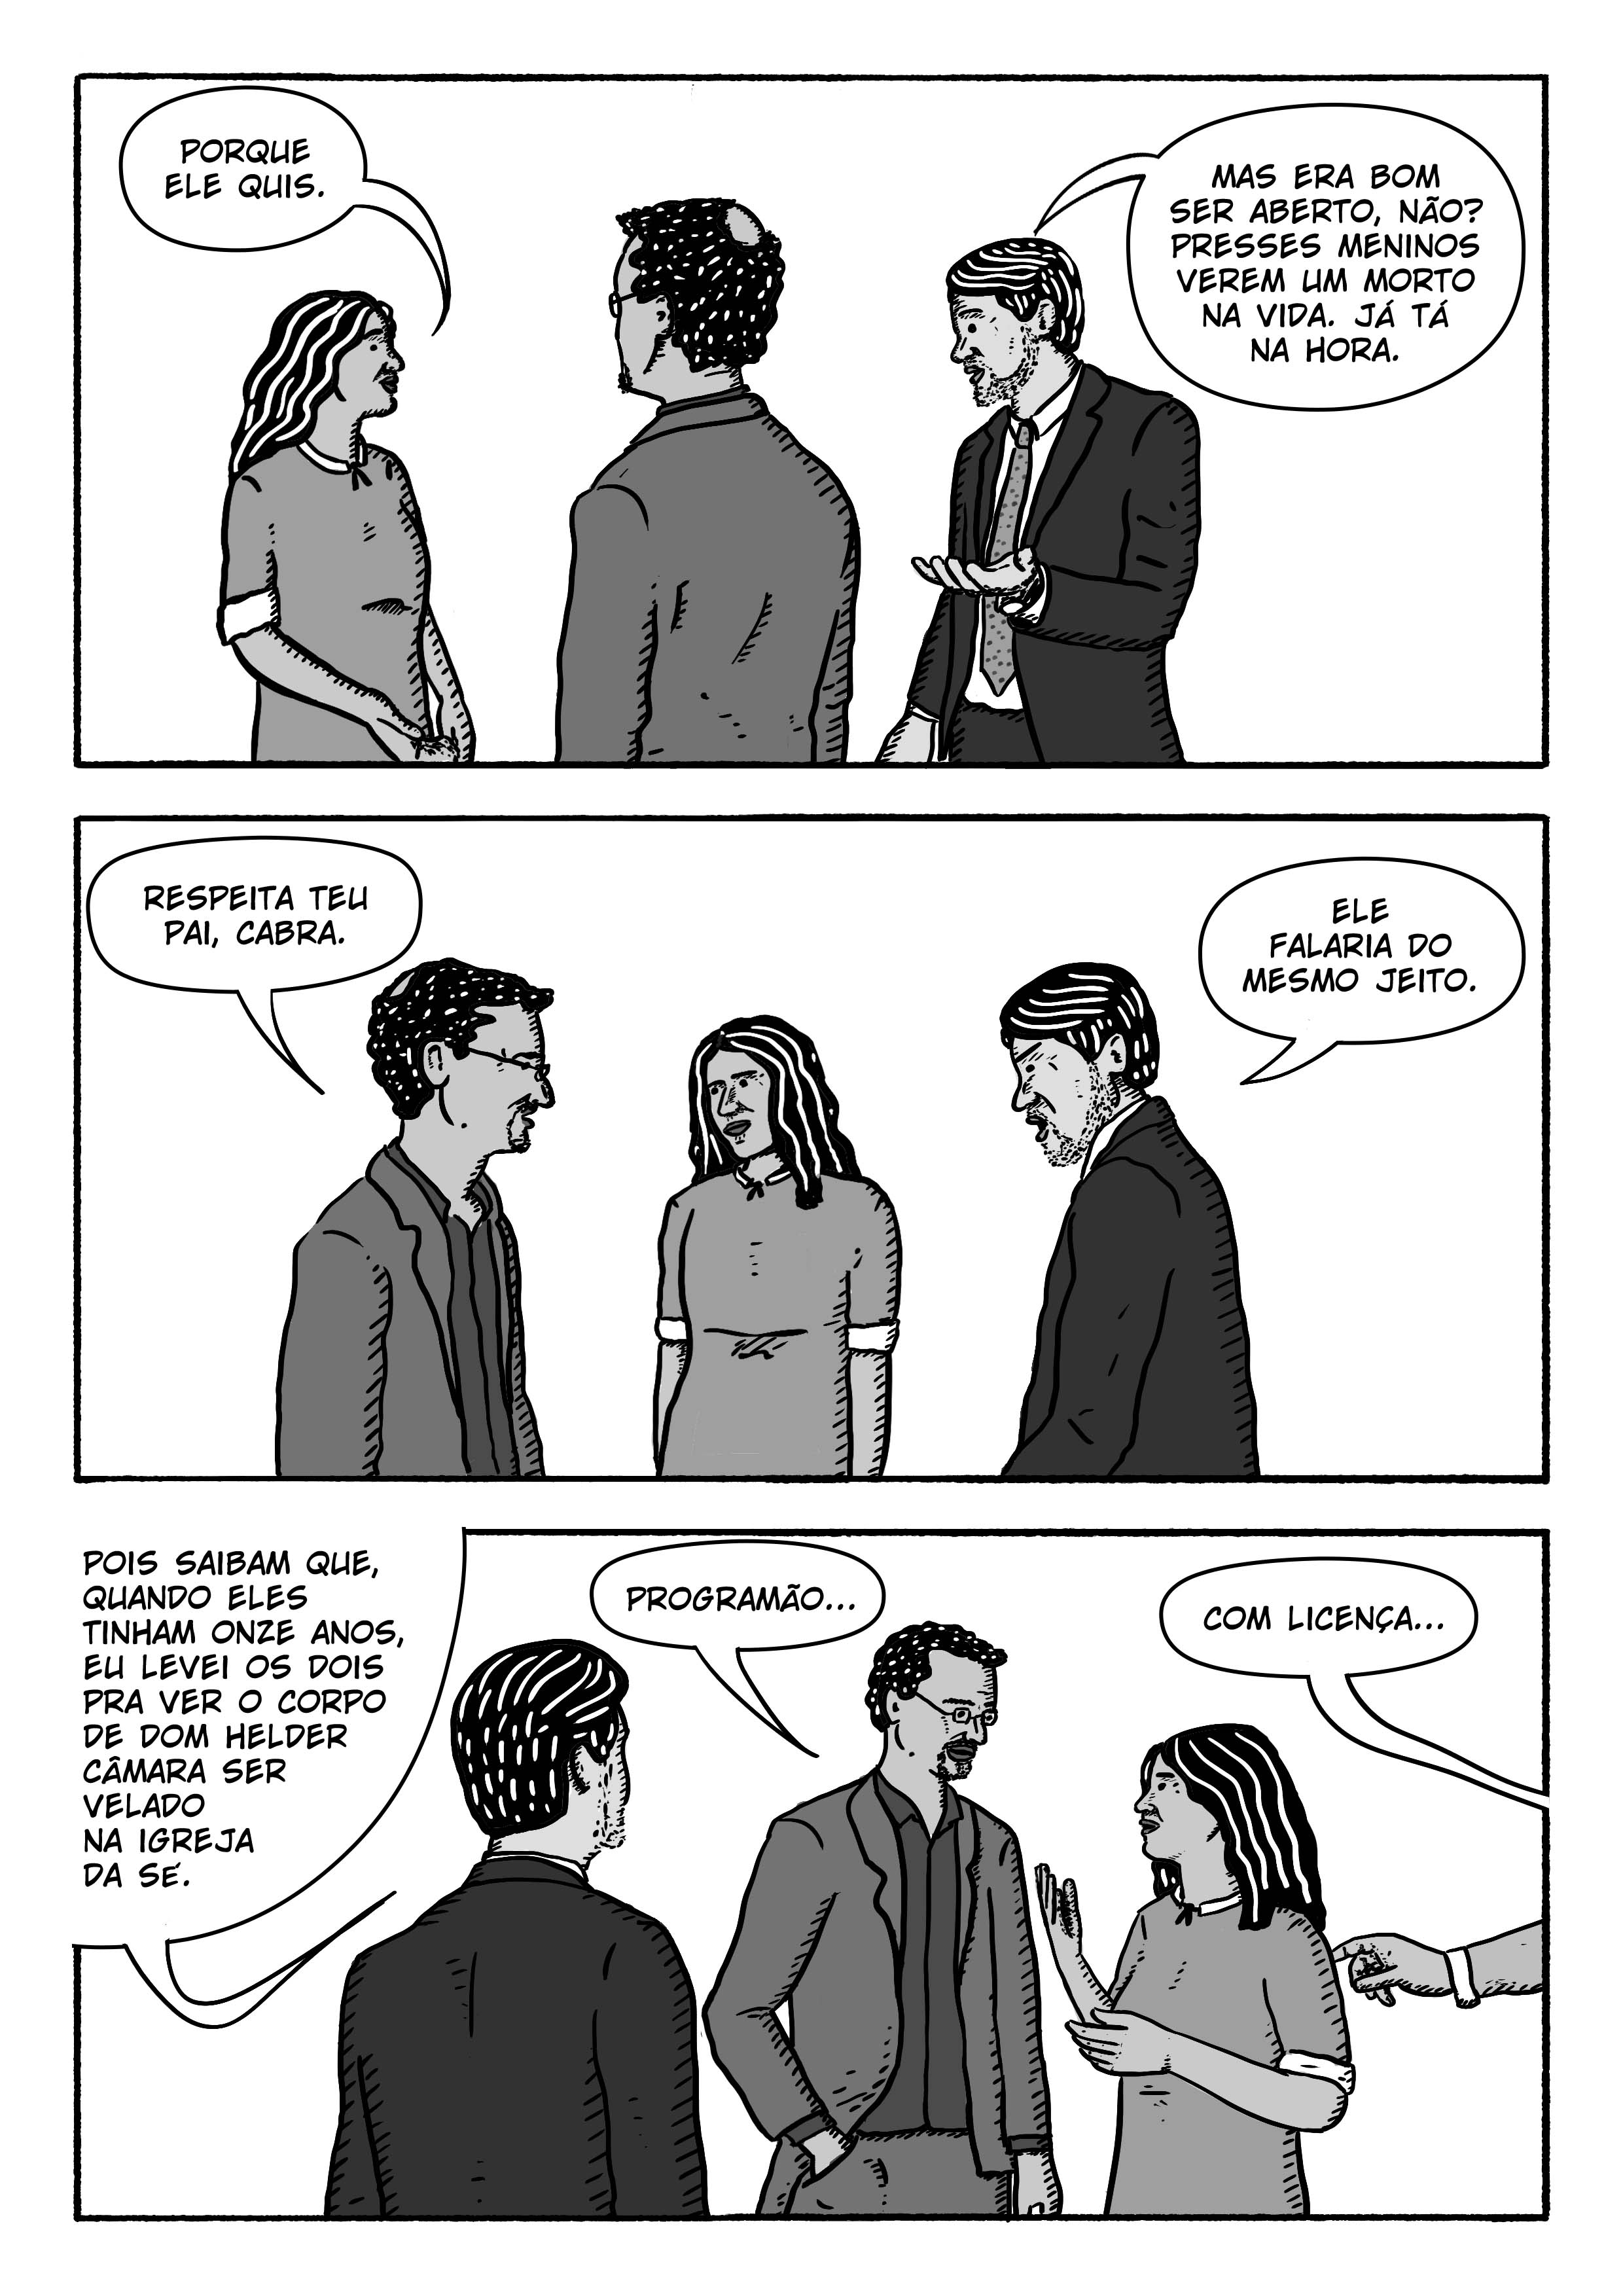 PORQUE
ELE QUIS.
MAS ERA BOM
SER ABERTO, NÃO?
PRESSES MENINOS
VEREM UM MORTO
NA VIDA. JÁ TÁ
NA HORA.
RESPEITA TEU
PAI, CABRA.
ELE
FALARIA DO
MESMO JEITO.
POIS SAIBAM QUE,
QUANDO ELES
TINHAM ONZE ANOS,
EU LEVEI OS DOIS
PRA VER O CORPO
DE DOM HELDER
CÂMARA SER
VELADO
NA IGREJA
DA SÉ.
PROGRAMÃO...
COM LICENÇA...